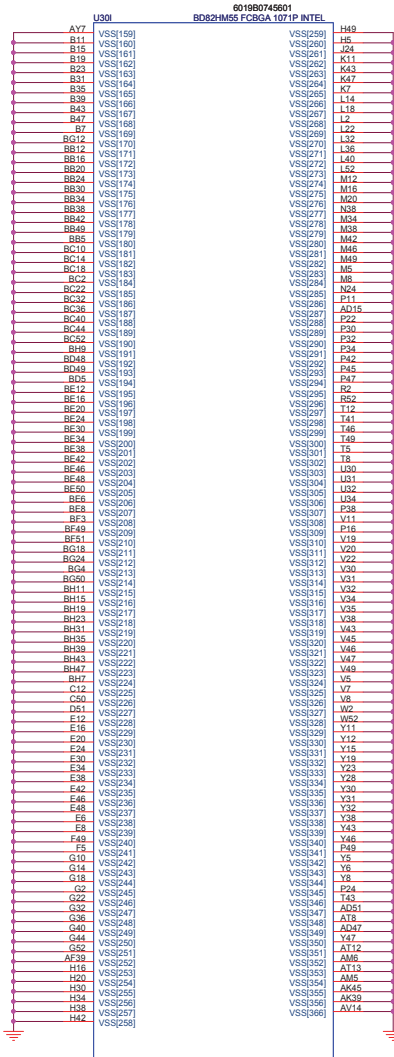 6019B0745601
U30I BD82HM55 FCBGA 1071P INTEL
AY7 VSS[159] VSS[259] H49
B11 VSS[160] VSS[260] H5
B15 VSS[161] VSS[261] J24
B19 VSS[162] VSS[262] K11
B23 VSS[163] VSS[263] K43
B31 VSS[164] VSS[264] K47
B35 VSS[165] VSS[265] K7
B39 VSS[166] VSS[266] L14
B43 VSS[167] VSS[267] L18
B47 VSS[168] VSS[268] L2
B7 VSS[169] VSS[269] L22
BG12 VSS[170] VSS[270] L32
BB12 VSS[171] VSS[271] L36
BB16 VSS[172] VSS[272] L40
BB20 VSS[173] VSS[273] L52
BB24 VSS[174] VSS[274] M12
BB30 VSS[175] VSS[275] M16
BB34 VSS[176] VSS[276] M20
BB38 VSS[177] VSS[277] N38
BB42 VSS[178] VSS[278] M34
BB49 VSS[179] VSS[279] M38
BB5 VSS[180] VSS[280] M42
BC10 VSS[181] VSS[281] M46
BC14 VSS[182] VSS[282] M49
BC18 VSS[183] VSS[283] M5
BC2 VSS[184] VSS[284] M8
BC22 VSS[185] VSS[285] N24
BC32 VSS[186] VSS[286] P11
BC36 VSS[187] VSS[287] AD15
BC40 VSS[188] VSS[288] P22
BC44 VSS[189] VSS[289] P30
BC52 VSS[190] VSS[290] P32
BH9 VSS[191] VSS[291] P34
BD48 VSS[192] VSS[292] P42
BD49 VSS[193] VSS[293] P45
BD5 VSS[194] VSS[294] P47
BE12 VSS[195] VSS[295] R2
BE16 VSS[196] VSS[296] R52
BE20 VSS[197] VSS[297] T12
BE24 VSS[198] VSS[298] T41
BE30 VSS[199] VSS[299] T46
BE34 VSS[200] VSS[300] T49
BE38 VSS[201] VSS[301] T5
BE42 VSS[202] VSS[302] T8
BE46 VSS[203] VSS[303] U30
BE48 VSS[204] VSS[304] U31
BE50 VSS[205] VSS[305] U32
BE6 VSS[206] VSS[306] U34
BE8 VSS[207] VSS[307] P38
BF3 VSS[208] VSS[308] V11
BF49 VSS[209] VSS[309] P16
BF51 VSS[210] VSS[310] V19
BG18 VSS[211] VSS[311] V20
BG24 VSS[212] VSS[312] V22
BG4 VSS[213] VSS[313] V30
BG50 VSS[214] VSS[314] V31
BH11 VSS[215] VSS[315] V32
BH15 VSS[216] VSS[316] V34
BH19 VSS[217] VSS[317] V35
BH23 VSS[218] VSS[318] V38
BH31 VSS[219] VSS[319] V43
BH35 VSS[220] VSS[320] V45
BH39 VSS[221] VSS[321] V46
BH43 VSS[222] VSS[322] V47
BH47 VSS[223] VSS[323] V49
BH7 VSS[224] VSS[324] V5
C12 VSS[225] VSS[325] V7
C50 VSS[226] VSS[326] V8
D51 VSS[227] VSS[327] W2
E12 VSS[228] VSS[328] W52
E16 VSS[229] VSS[329] Y11
E20 VSS[230] VSS[330] Y12
E24 VSS[231] VSS[331] Y15
E30 VSS[232] VSS[332] Y19
E34 VSS[233] VSS[333] Y23
E38 VSS[234] VSS[334] Y28
E42 VSS[235] VSS[335] Y30
E46 VSS[236] VSS[336] Y31
E48 VSS[237] VSS[337] Y32
E6 VSS[238] VSS[338] Y38
E8 VSS[239] VSS[339] Y43
F49 VSS[240] VSS[340] Y46
F5 VSS[241] VSS[341] P49
G10 VSS[242] VSS[342] Y5
G14 VSS[243] VSS[343] Y6
G18 VSS[244] VSS[344] Y8
G2 VSS[245] VSS[345] P24
G22 VSS[246] VSS[346] T43
G32 VSS[247] VSS[347] AD51
G36 VSS[248] VSS[348] AT8
G40 VSS[249] VSS[349] AD47
G44 VSS[250] VSS[350] Y47
G52 VSS[251] VSS[351] AT12
AF39 VSS[252] VSS[352] AM6
H16 VSS[253] VSS[353] AT13
H20 VSS[254] VSS[354] AM5
H30 VSS[255] VSS[355] AK45
H34 VSS[256] VSS[356] AK39
H38 VSS[257] VSS[366] AV14
H42 VSS[258]